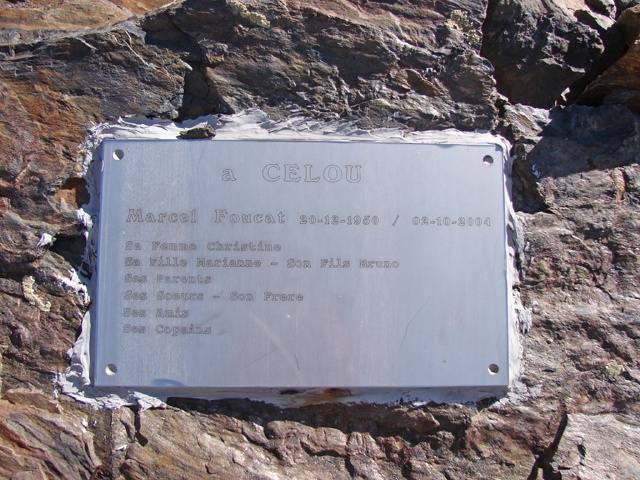 a CELOU
Marcel Foucat 20-12-1950 / 02-10-2004
Sa Femme Christine
Sa Fille Marianne - Son Fils Bruno
Ses Parents
Ses Soeurs - Son Frere
Ses Amis
Ses Copains